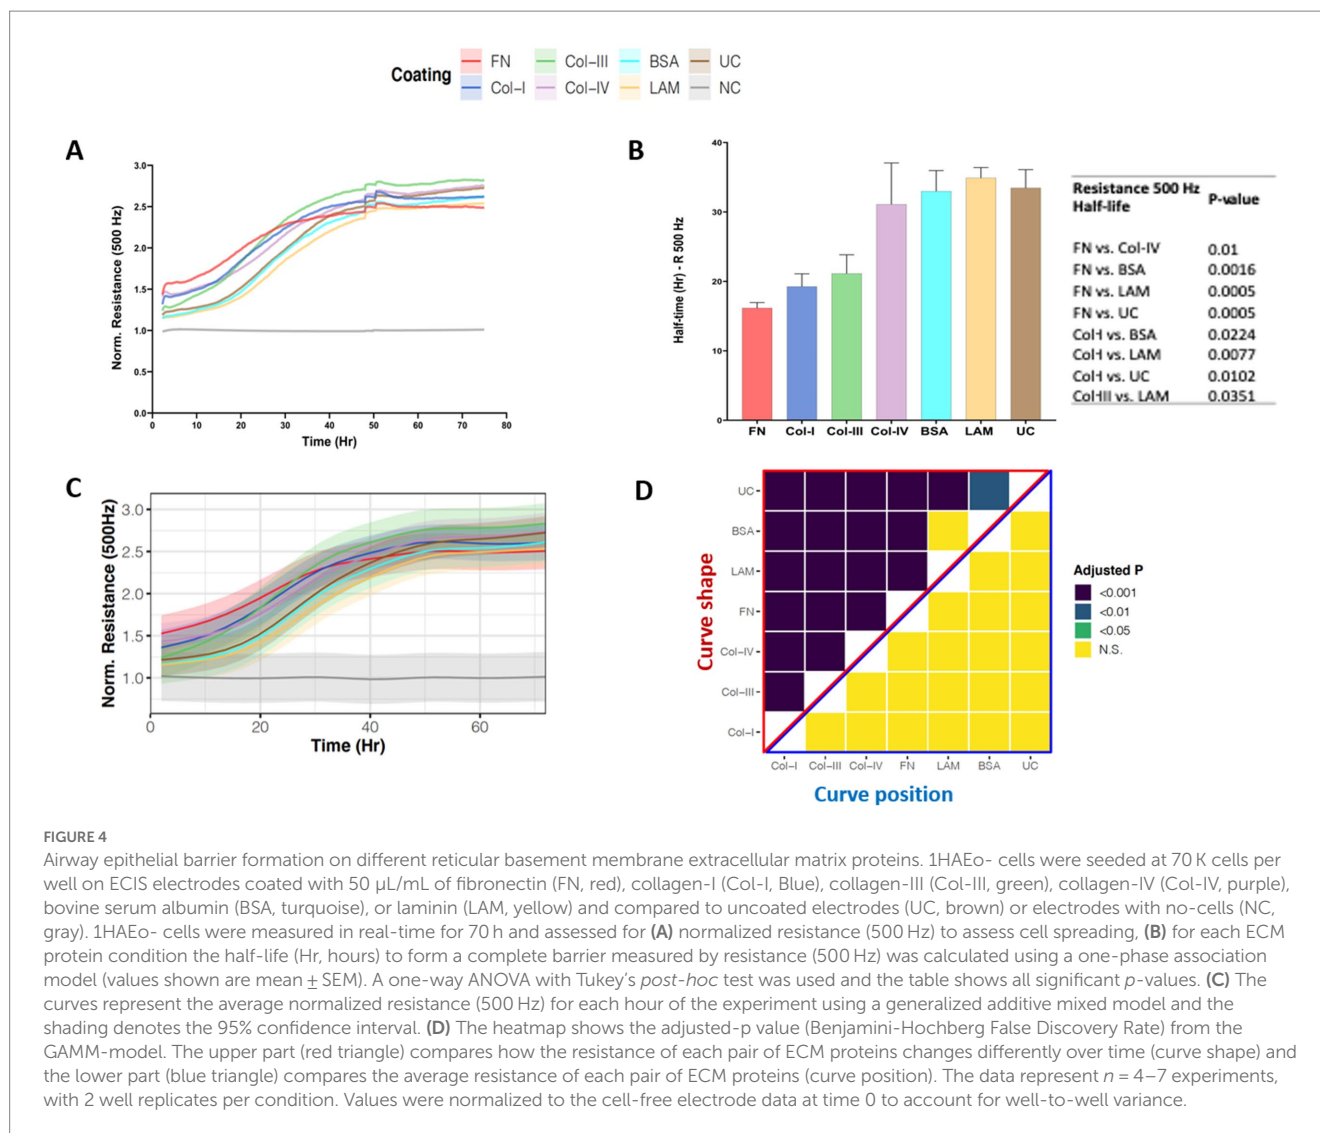 Coating
FN Col-III BSA UC
Col-I Col-IV LAM NC
A
Norm. Resistance (500 Hz)
3.0
2.5
2.0
1.5
1.0
0.5
0.0
0 10 20 30 40 50 60 70 80
Time (Hr)
B
Half-time (Hr) - R 500 Hz
40
30
20
10
0
FN Col-I Col-III Col-IV BSA LAM UC
Resistance 500 Hz
Half-life P-value
FN vs. Col-IV 0.01
FN vs. BSA 0.0016
FN vs. LAM 0.0005
FN vs. UC 0.0005
Col-I vs. BSA 0.0224
Col-I vs. LAM 0.0077
Col-I vs. UC 0.0102
Col-III vs. LAM 0.0351
C
Norm. Resistance (500Hz)
3.0
2.5
2.0
1.5
1.0
0 20 40 60
Time (Hr)
D
Curve shape
UC
BSA
LAM
FN
Col-IV
Col-III
Col-I
Col-I Col-III Col-IV FN LAM BSA UC
Curve position
Adjusted P
<0.001
<0.01
<0.05
N.S.
FIGURE 4
Airway epithelial barrier formation on different reticular basement membrane extracellular matrix proteins. 1HAEo- cells were seeded at 70 K cells per
well on ECIS electrodes coated with 50 μL/mL of fibronectin (FN, red), collagen-I (Col-I, Blue), collagen-III (Col-III, green), collagen-IV (Col-IV, purple),
bovine serum albumin (BSA, turquoise), or laminin (LAM, yellow) and compared to uncoated electrodes (UC, brown) or electrodes with no-cells (NC,
gray). 1HAEo- cells were measured in real-time for 70 h and assessed for (A) normalized resistance (500 Hz) to assess cell spreading, (B) for each ECM
protein condition the half-life (Hr, hours) to form a complete barrier measured by resistance (500 Hz) was calculated using a one-phase association
model (values shown are mean ± SEM). A one-way ANOVA with Tukey's post-hoc test was used and the table shows all significant p-values. (C) The
curves represent the average normalized resistance (500 Hz) for each hour of the experiment using a generalized additive mixed model and the
shading denotes the 95% confidence interval. (D) The heatmap shows the adjusted-p value (Benjamini-Hochberg False Discovery Rate) from the
GAMM-model. The upper part (red triangle) compares how the resistance of each pair of ECM proteins changes differently over time (curve shape) and
the lower part (blue triangle) compares the average resistance of each pair of ECM proteins (curve position). The data represent n = 4–7 experiments,
with 2 well replicates per condition. Values were normalized to the cell-free electrode data at time 0 to account for well-to-well variance.